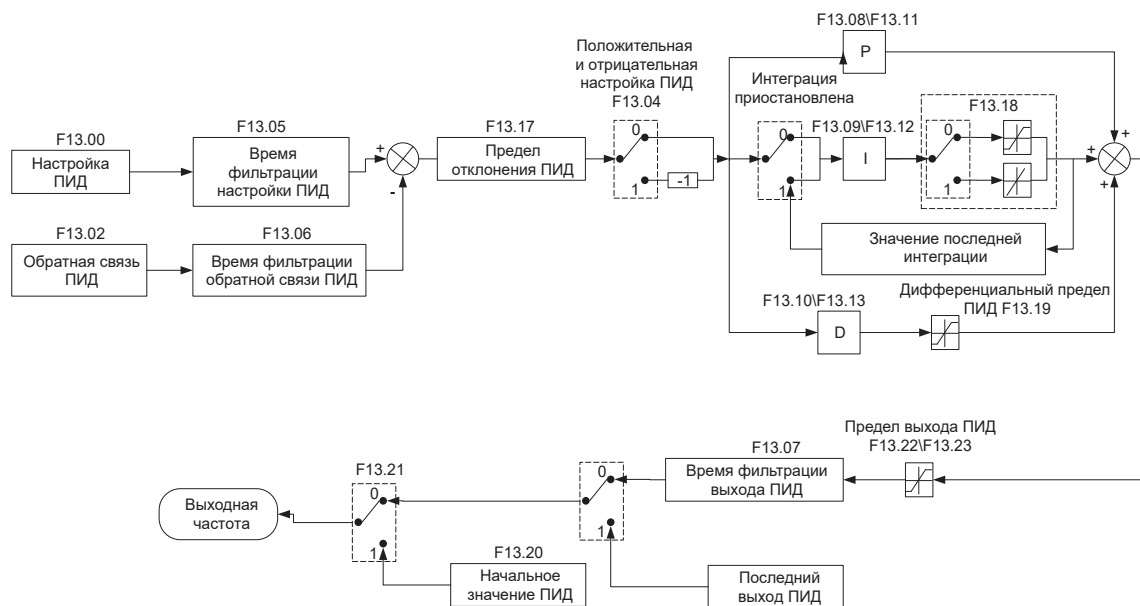 F13.08\F13.11
P
Положительная
и отрицательная
настройка ПИД
F13.04
0
1
-1
Интеграция
приостановлена
0
1
F13.09\F13.12
I
F13.18
0
1
+
+
+
F13.00
Настройка
ПИД
F13.05
Время
фильтрации
настройки ПИД
+
-
F13.17
Предел
отклонения ПИД
F13.02
Обратная связь
ПИД
F13.06
Время фильтрации
обратной связи ПИД
Значение последней
интеграции
F13.10\F13.13
D
Дифференциальный предел
ПИД F13.19
Предел выхода ПИД
F13.22\F13.23
F13.07
Время фильтрации
выхода ПИД
0
1
F13.21
0
1
Выходная
частота
F13.20
Начальное
значение ПИД
Последний
выход ПИД